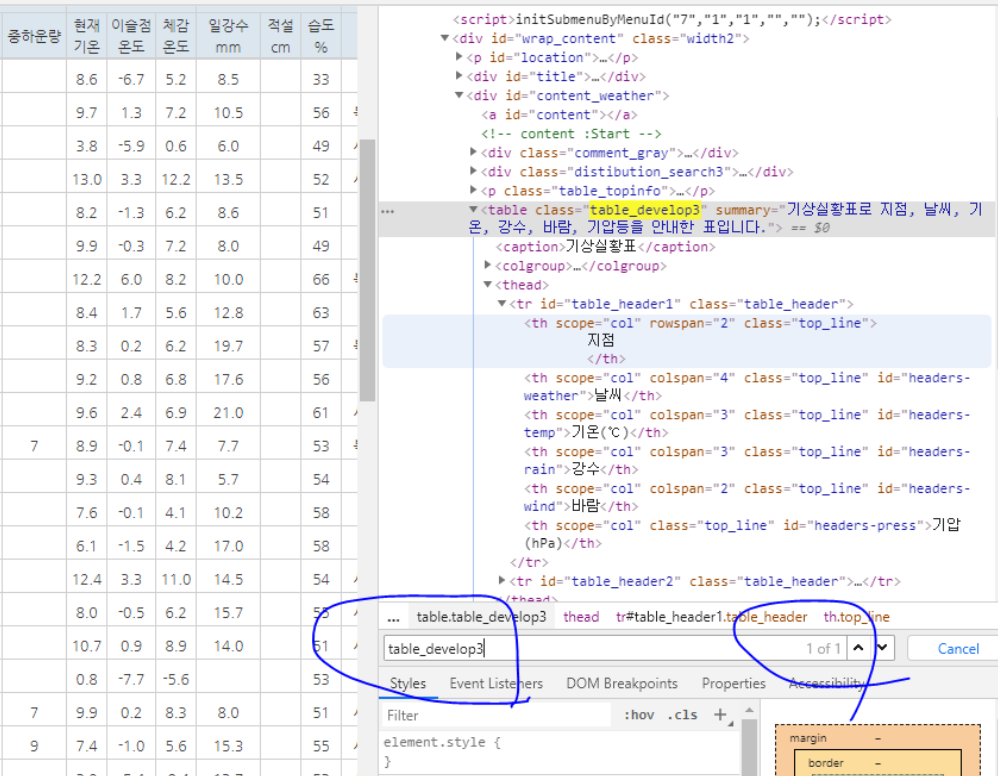 중하운량 현재 기온 이슬점 온도 체감 온도 일강수 mm 적설 cm 습도 %
8.6 -6.7 5.2 8.5 33
9.7 1.3 7.2 10.5 56
3.8 -5.9 0.6 6.0 49
13.0 3.3 12.2 13.5 52
8.2 -1.3 6.2 8.6 51
9.9 -0.3 7.2 8.0 49
12.2 6.0 8.2 10.0 66
8.4 1.7 5.6 12.8 63
8.3 0.2 6.2 19.7 57
9.2 0.8 6.8 17.6 56
9.6 2.4 6.9 21.0 61
7 8.9 -0.1 7.4 7.7 53
9.3 0.4 8.1 5.7 54
7.6 -0.1 4.1 10.2 58
6.1 -1.5 4.2 17.0 58
12.4 3.3 11.0 14.5 54
8.0 -0.5 6.2 15.7 55
10.7 0.9 8.9 14.0 51
0.8 -7.7 -5.6 53
7 9.9 0.2 8.3 8.0 51
9 7.4 -1.0 5.6 15.3 55
<script>initSubmenuByMenuId("7","1","1","","");</script>
▼<div id="wrap_content" class="width2">
▶<p id="location">…</p>
▶<div id="title">…</div>
▼<div id="content_weather">
<a id="content"></a>
<!-- content :Start -->
▶<div class="comment_gray">…</div>
▶<div class="distibution_search3">…</div>
▶<p class="table_topinfo">…</p>
… ▼<table class="table_develop3" summary="기상실황표로 지점, 날씨, 기
온, 강수, 바람, 기압등을 안내한 표입니다."> == $0
<caption>기상실황표</caption>
▶<colgroup>…</colgroup>
▼<thead>
▼<tr id="table_header1" class="table_header">
<th scope="col" rowspan="2" class="top_line">
지점
</th>
<th scope="col" colspan="4" class="top_line" id="headers-
weather">날씨</th>
<th scope="col" colspan="3" class="top_line" id="headers-
temp">기온(℃)</th>
<th scope="col" colspan="3" class="top_line" id="headers-
rain">강수</th>
<th scope="col" colspan="2" class="top_line" id="headers-
wind">바람</th>
<th scope="col" class="top_line" id="headers-press">기압
(hPa)</th>
</tr>
▶<tr id="table_header2" class="table_header">…</tr>
</thead>
... table.table_develop3 thead tr#table_header1.table_header th.top_line
table_develop3 1 of 1 Cancel
Styles Event Listeners DOM Breakpoints Properties Accessibility
Filter :hov .cls +
element.style {
}
margin -
border -